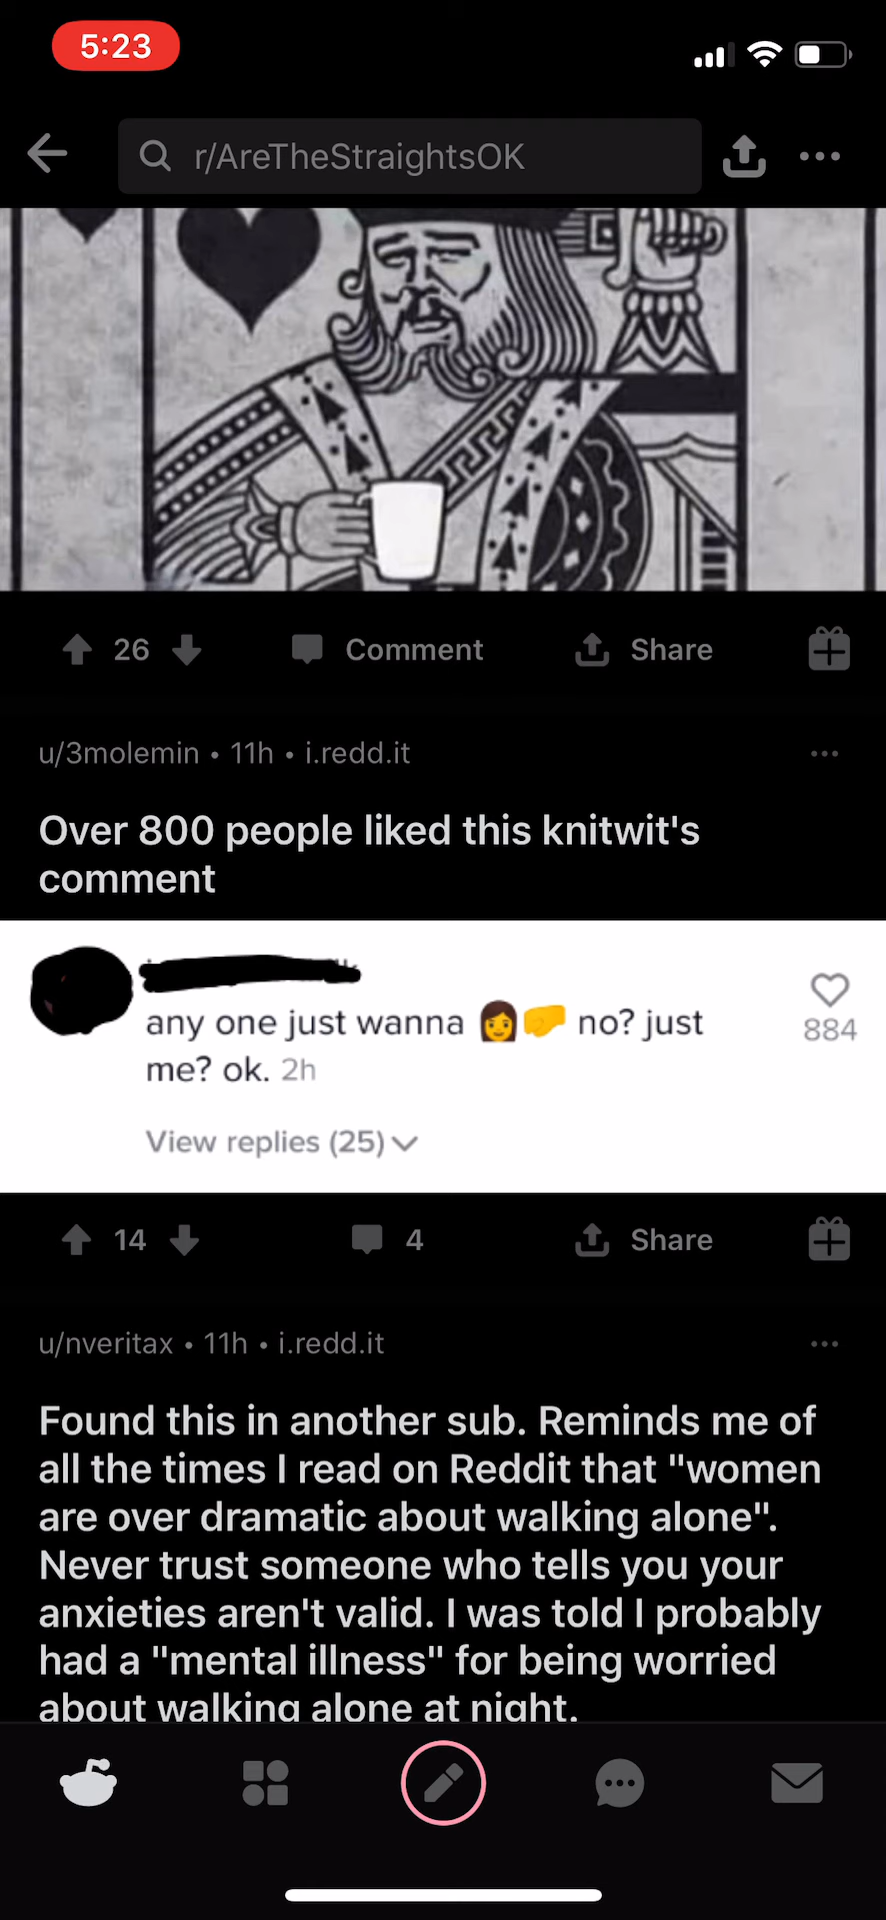 5:23
r/AreTheStraightsOK
26
Comment
Share
u/3molemin • 11h • i.redd.it
Over 800 people liked this knitwit's
comment
any one just wanna 👩🤛 no? just
me? ok. 2h
884
View replies (25)
14
4
Share
u/nveritax • 11h • i.redd.it
Found this in another sub. Reminds me of
all the times I read on Reddit that "women
are over dramatic about walking alone".
Never trust someone who tells you your
anxieties aren't valid. I was told I probably
had a "mental illness" for being worried
about walking alone at night.